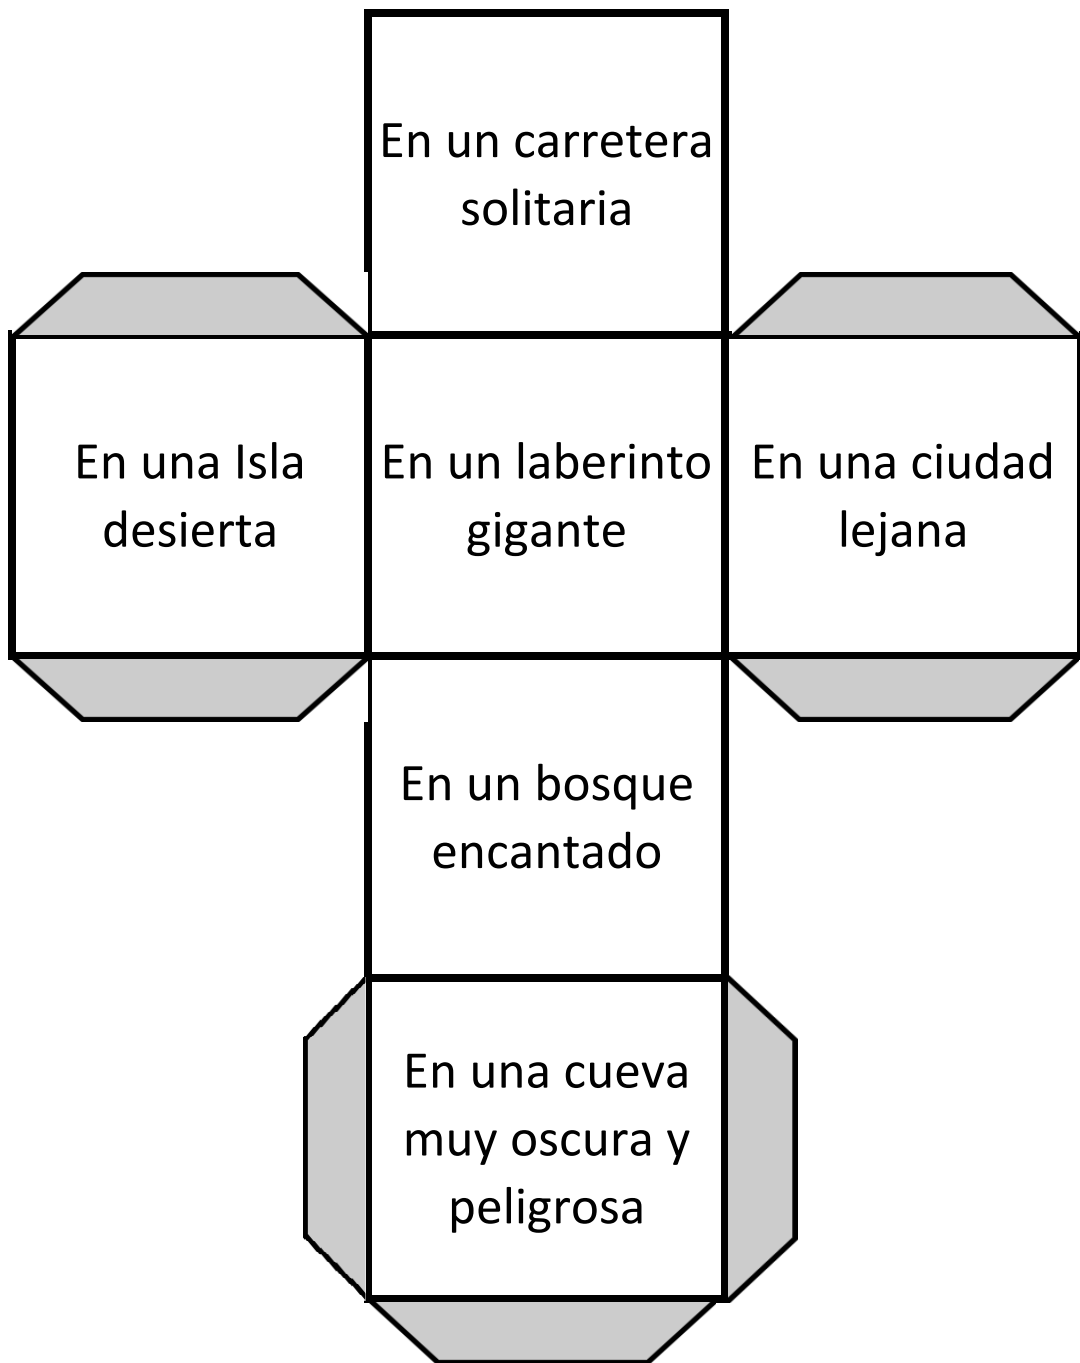 En un carretera
solitaria
En una Isla
desierta
En un laberinto
gigante
En una ciudad
lejana
En un bosque
encantado
En una cueva
muy oscura y
peligrosa